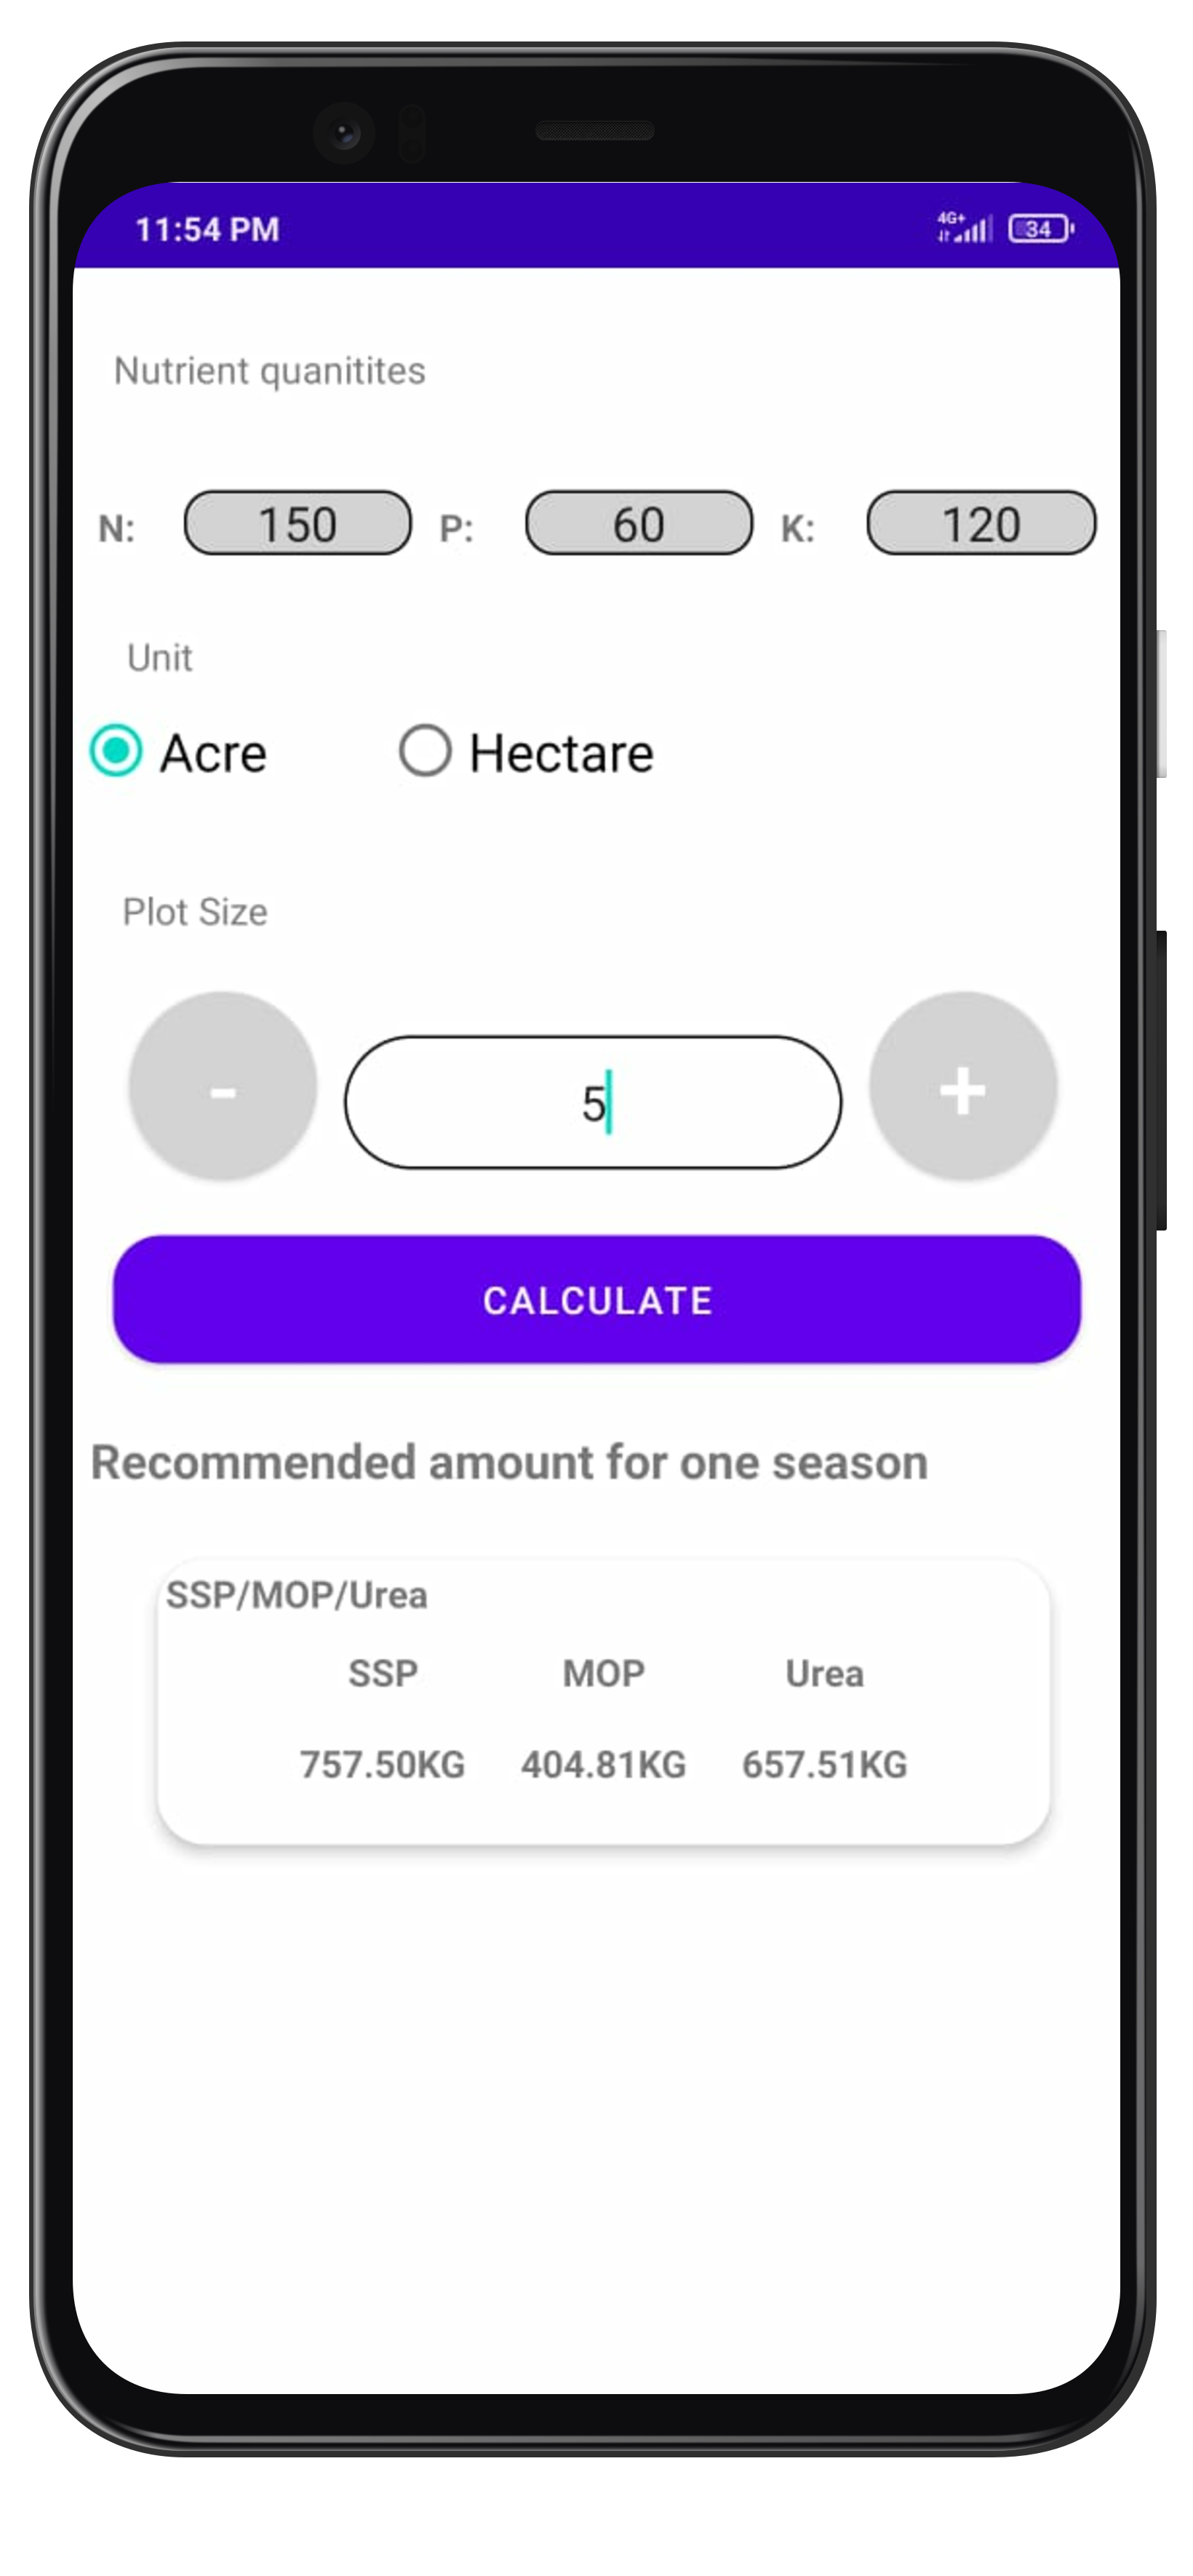 11:54 PM 4G+ 34
Nutrient quanitites
N: 150 P: 60 K: 120
Unit
Acre Hectare
Plot Size
- 5 +
CALCULATE
Recommended amount for one season
SSP/MOP/Urea
SSP MOP Urea
757.50KG 404.81KG 657.51KG